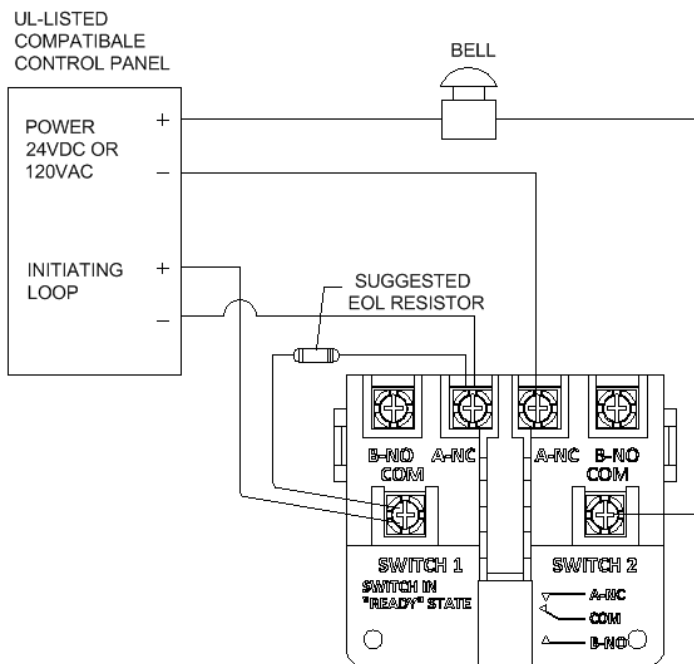 UL-LISTED
COMPATIBALE
CONTROL PANEL
BELL
POWER
24VDC OR
120VAC
+
−
INITIATING
LOOP
+
−
SUGGESTED
EOL RESISTOR
B-NO A-NC A-NC B-NO
COM COM
SWITCH 1 SWITCH 2
SWITCH IN
"READY" STATE
A-NC
COM
B-NO